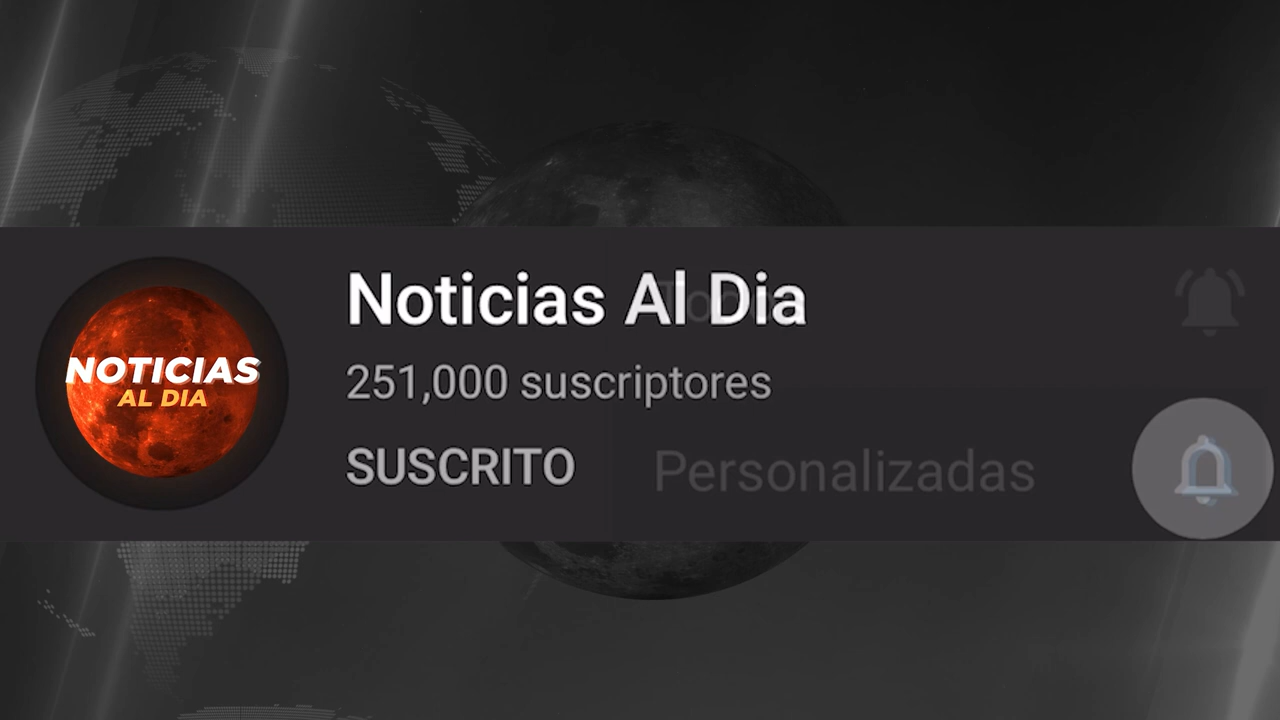 NOTICIAS
AL DIA
Noticias Al Dia
251,000 suscriptores
SUSCRITO
Personalizadas